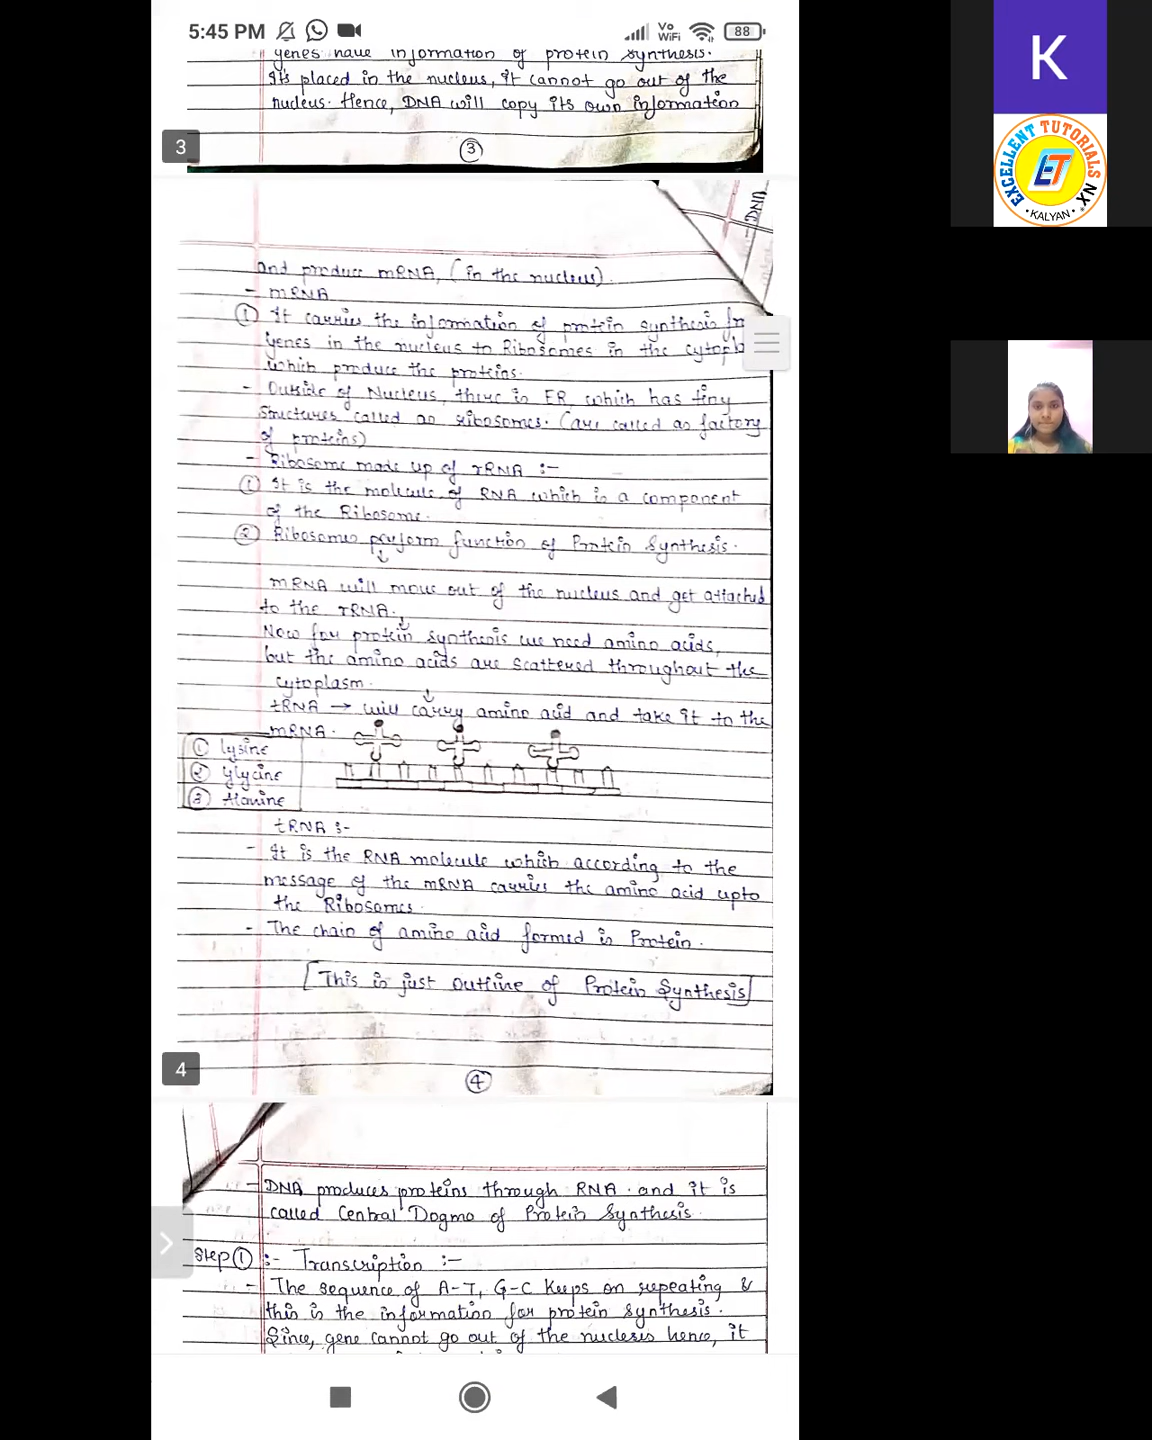 5:45 PM
Vo
WiFi
88
genes have information of protein synthesis.
It's placed in the nucleus, it cannot go out of the
nucleus. Hence, DNA will copy its own information
3
3
DNA
and produce mRNA, (in the nucleus).
- mRNA
① It carries the information of protein synthesis
genes in the nucleus to Ribosomes in the
which produce the proteins.
- Outside of Nucleus, there is ER, which has tiny
structures called as ribosomes. (are called as factory
of proteins)
- Ribosome made up of rRNA :-
① It is the molecule of RNA which is a component
of the Ribosome.
② Ribosomes perform function of Protein Synthesis.
↓
mRNA will move out of the nucleus and get attached
to the rRNA.
↓
Now for protein synthesis we need amino acids,
but the amino acids are scattered throughout the
cytoplasm.
↓
tRNA → will carry amino acid and take it to the
mRNA.
① Lysine
② Glycine
③ Alanine
tRNA :-
- It is the RNA molecule which according to the
message of the mRNA carries the amino acid upto
the Ribosomes.
- The chain of amino acid formed is Protein.
[This is just outline of Protein Synthesis]
4
④
- DNA produces proteins through RNA. and it is
called Central Dogma of Protein Synthesis.
Step ① :- Transcription :-
- The sequence of A-T, G-C keeps on repeating &
this is the information for protein synthesis.
Since, gene cannot go out of the nucleus hence, it
K
EXCELLENT TUTORIALS NX
ET
• KALYAN •